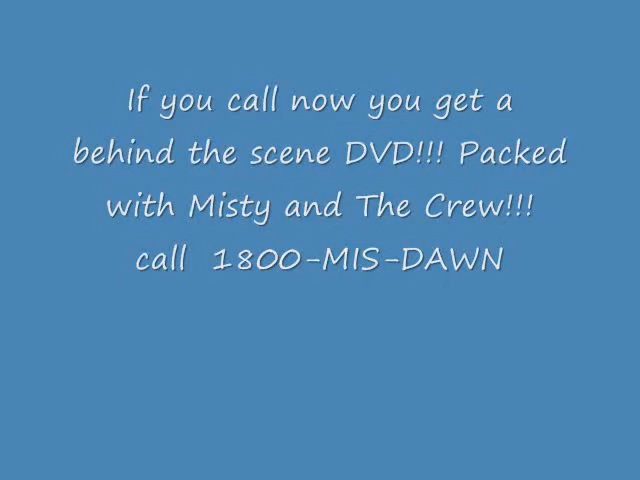 If you call now you get a
behind the scene DVD!!! Packed
with Misty and The Crew!!!
call  1800-MIS-DAWN